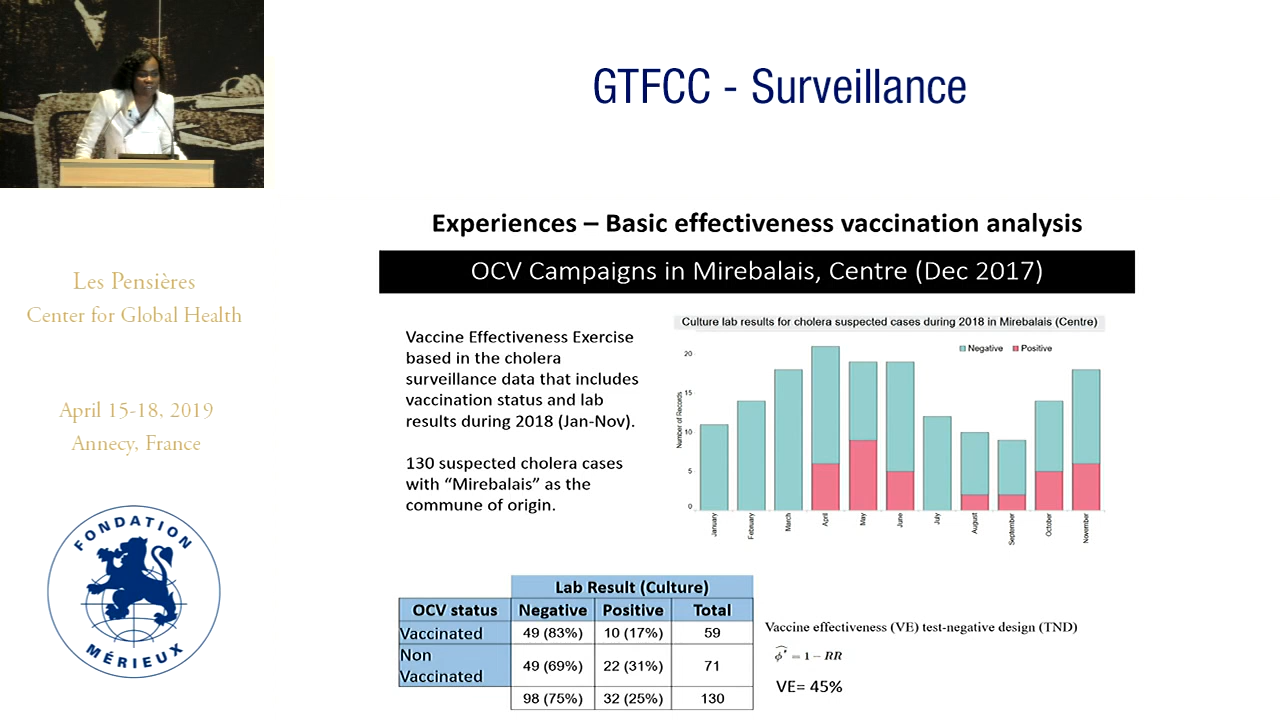 GTFCC - Surveillance
Experiences – Basic effectiveness vaccination analysis
OCV Campaigns in Mirebalais, Centre (Dec 2017)
Les Pensières
Center for Global Health
April 15-18, 2019
Annecy, France
FONDATION
MÉRIEUX
Vaccine Effectiveness Exercise
based in the cholera
surveillance data that includes
vaccination status and lab
results during 2018 (Jan-Nov).
130 suspected cholera cases
with “Mirebalais” as the
commune of origin.
Culture lab results for cholera suspected cases during 2018 in Mirebalais (Centre)
Negative Positive
Number of Records
20
15
10
5
0
January February March April May June July August September October November
Lab Result (Culture)
OCV status Negative Positive Total
Vaccinated 49 (83%) 10 (17%) 59
Non
Vaccinated 49 (69%) 22 (31%) 71
98 (75%) 32 (25%) 130
Vaccine effectiveness (VE) test-negative design (TND)
= 1 − RR
VE= 45%